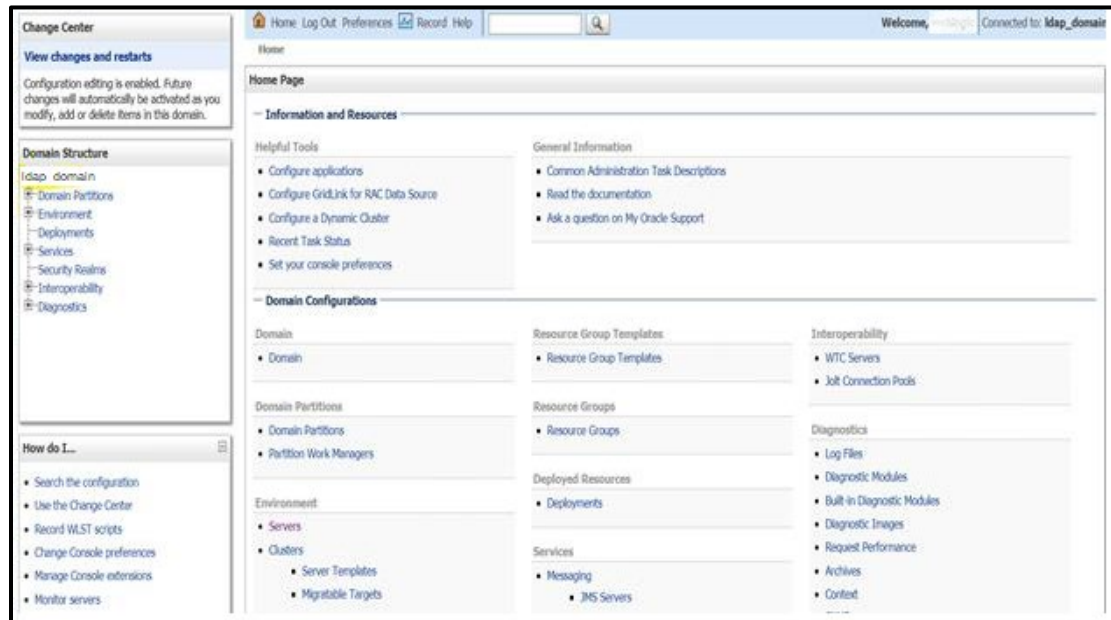 Change Center
View changes and restarts
Configuration editing is enabled. Future
changes will automatically be activated as you
modify, add or delete items in this domain.
Domain Structure
ldap_domain
Domain Partitions
Environment
Deployments
Services
Security Realms
Interoperability
Diagnostics
How do I...
Search the configuration
Use the Change Center
Record WLST scripts
Change Console preferences
Manage Console extensions
Monitor servers
Home Log Out Preferences Record Help
Welcome, Connected to: ldap_domain
Home
Home Page
Information and Resources
Helpful Tools
Configure applications
Configure GridLink for RAC Data Source
Configure a Dynamic Cluster
Recent Task Status
Set your console preferences
General Information
Common Administration Task Descriptions
Read the documentation
Ask a question on My Oracle Support
Domain Configurations
Domain
Domain
Domain Partitions
Domain Partitions
Partition Work Managers
Environment
Servers
Clusters
Server Templates
Migratable Targets
Resource Group Templates
Resource Group Templates
Resource Groups
Resource Groups
Deployed Resources
Deployments
Services
Messaging
JMS Servers
Interoperability
WTC Servers
Jolt Connection Pools
Diagnostics
Log Files
Diagnostic Modules
Built-in Diagnostic Modules
Diagnostic Images
Request Performance
Archives
Context